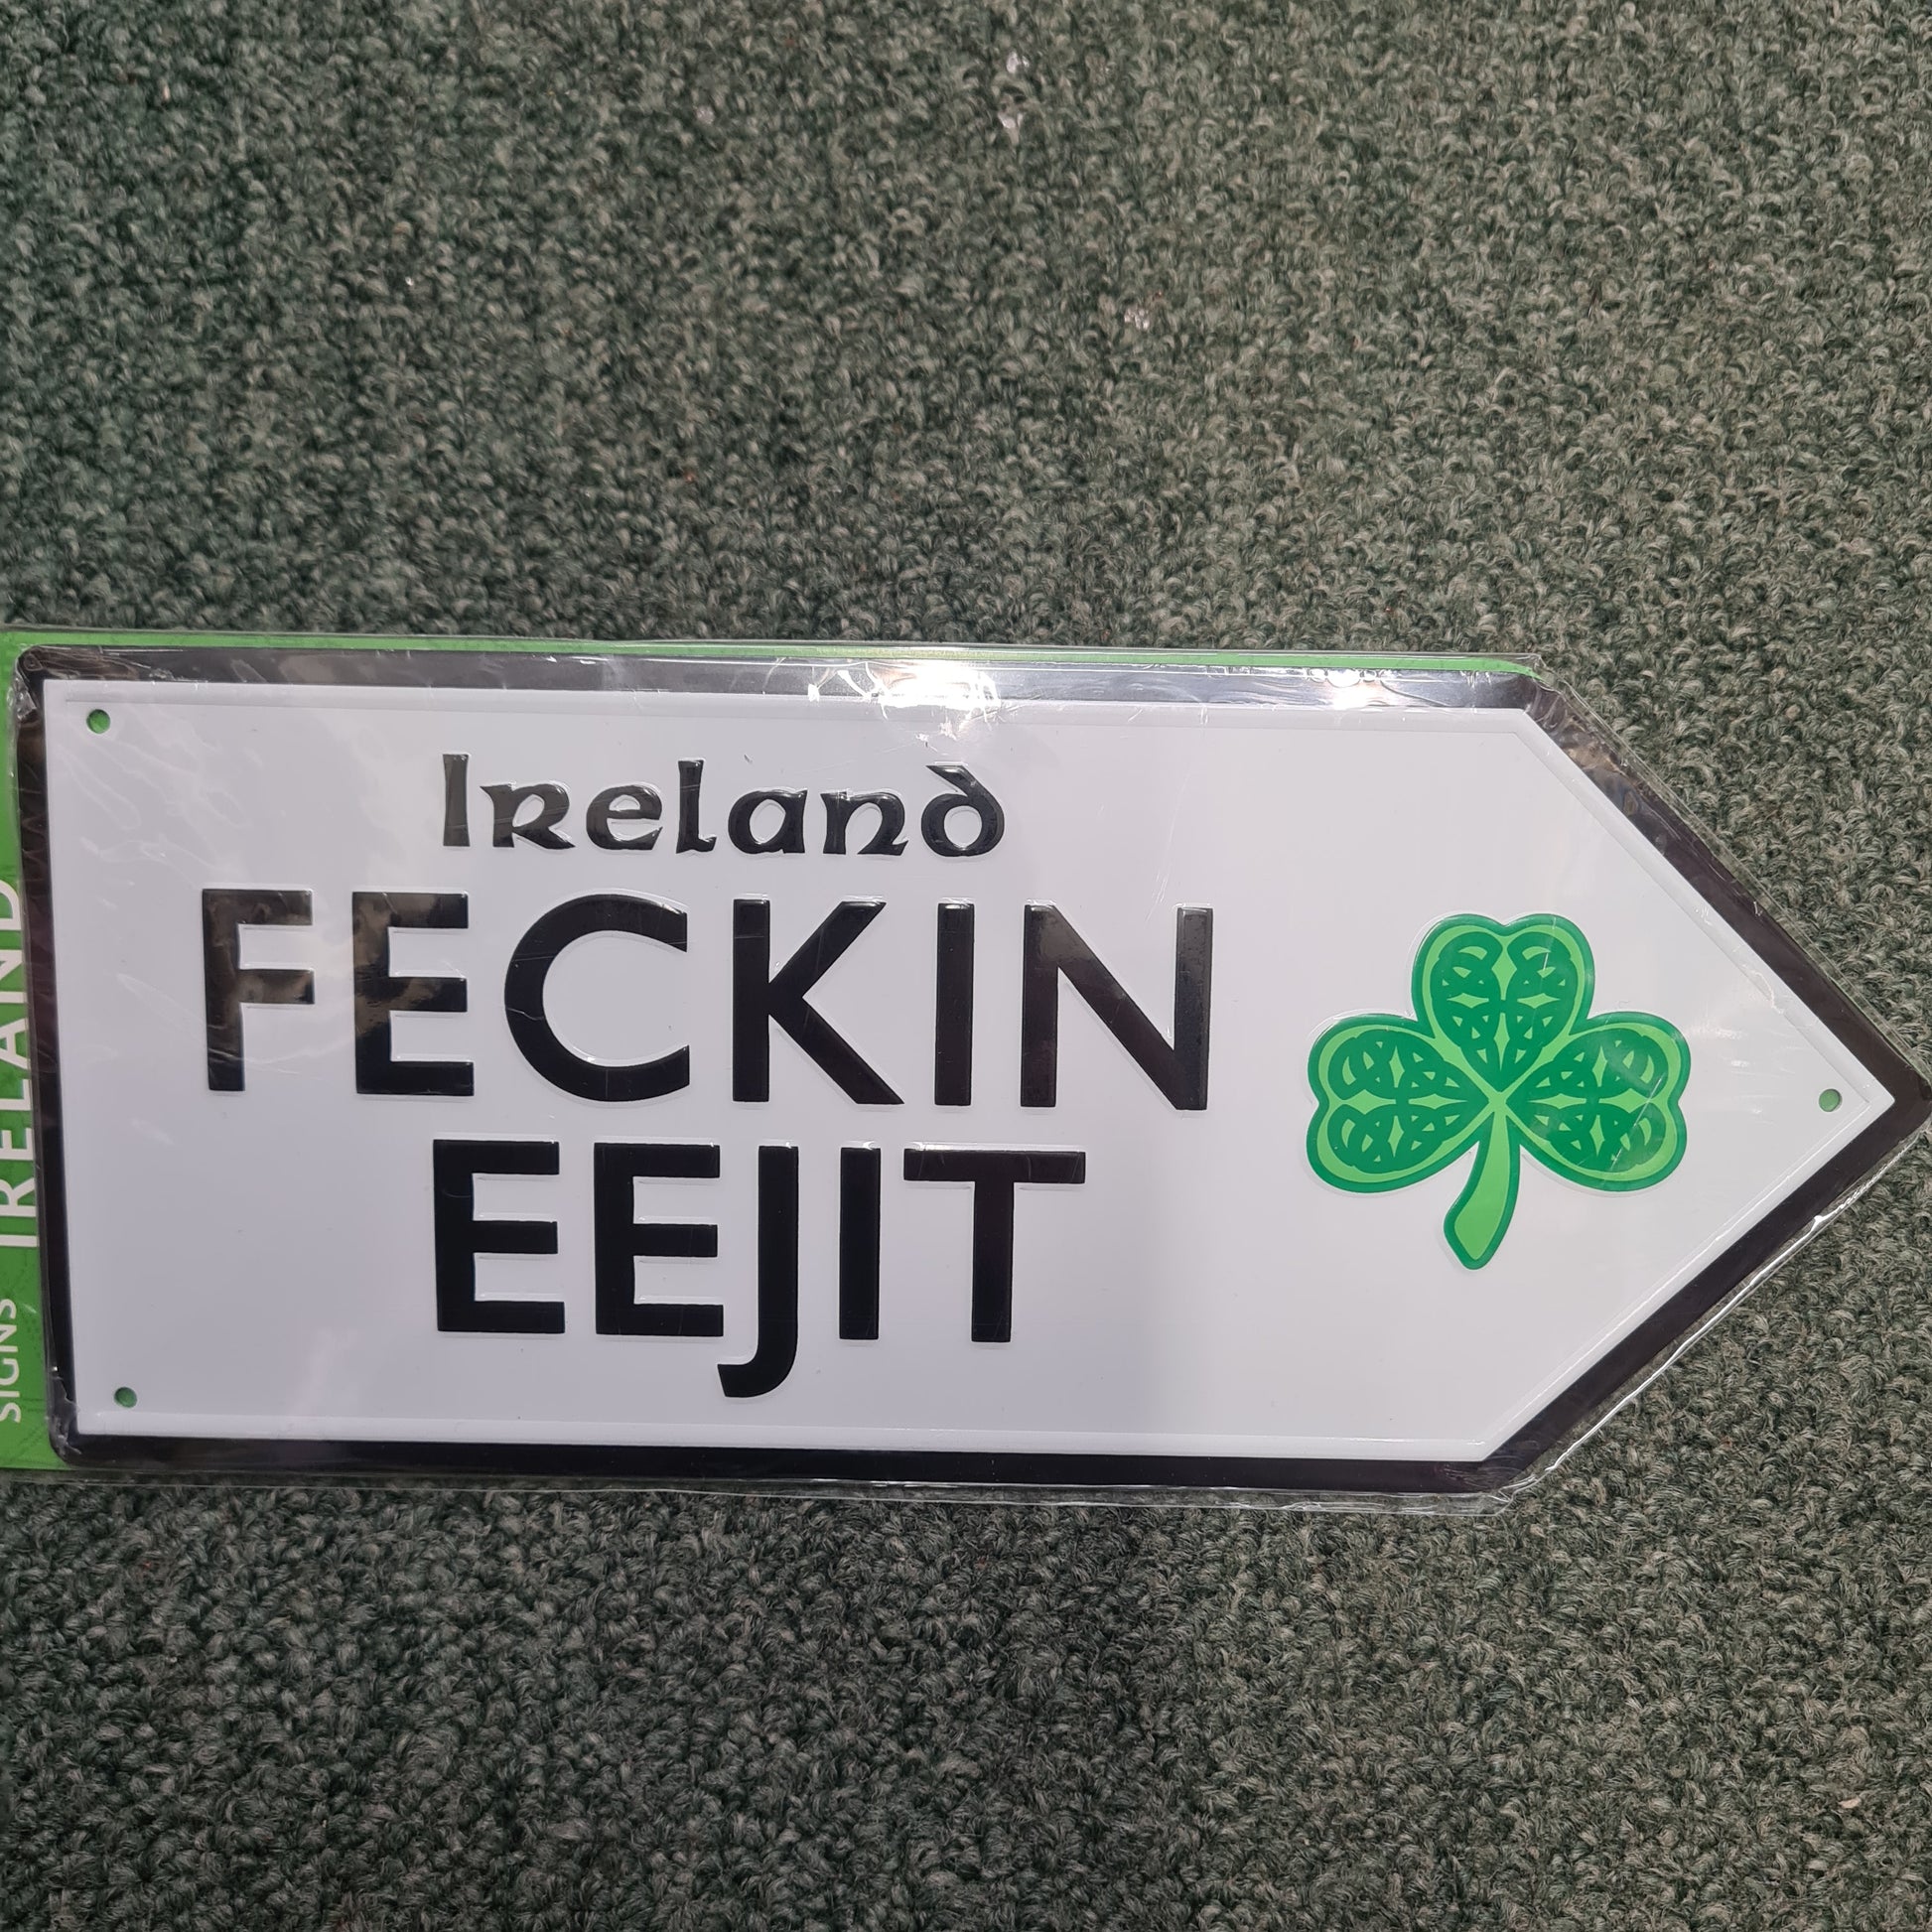 Ireland
FECKIN
EEJIT
SIGNS IRELAND